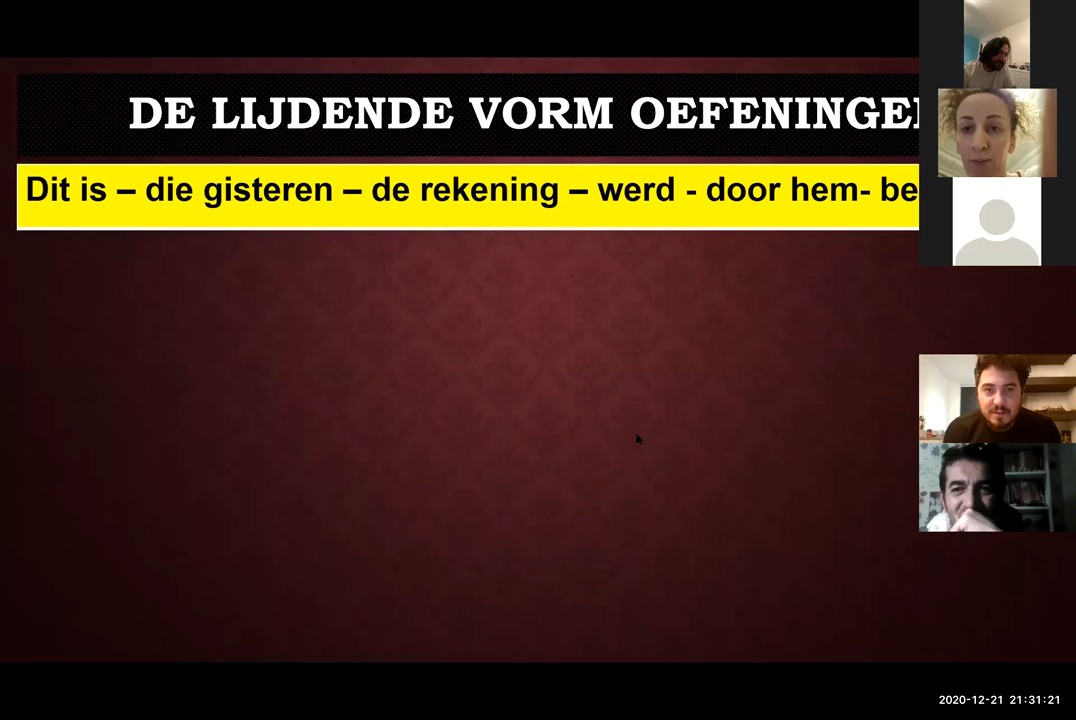 DE LIJDENDE VORM OEFENINGEN
Dit is – die gisteren – de rekening – werd - door hem- be
2020-12-21 21:31:21